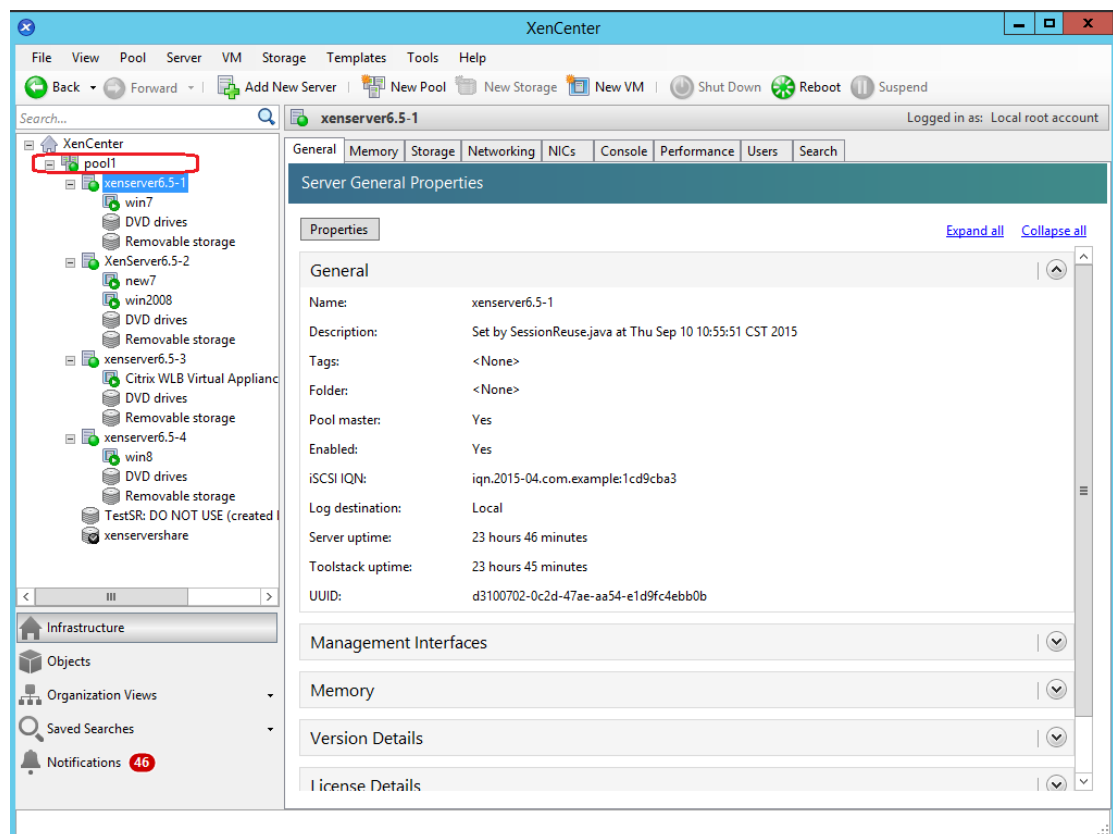 XenCenter
File View Pool Server VM Storage Templates Tools Help
Back Forward Add New Server New Pool New Storage New VM Shut Down Reboot Suspend
Search...
xenserver6.5-1 Logged in as: Local root account
XenCenter
pool1
xenserver6.5-1
win7
DVD drives
Removable storage
XenServer6.5-2
new7
win2008
DVD drives
Removable storage
xenserver6.5-3
Citrix WLB Virtual Applianc
DVD drives
Removable storage
xenserver6.5-4
win8
DVD drives
Removable storage
TestSR: DO NOT USE (created
xenservershare
Infrastructure
Objects
Organization Views
Saved Searches
Notifications 46
General Memory Storage Networking NICs Console Performance Users Search
Server General Properties
Properties Expand all Collapse all
General
Name: xenserver6.5-1
Description: Set by SessionReuse.java at Thu Sep 10 10:55:51 CST 2015
Tags: <None>
Folder: <None>
Pool master: Yes
Enabled: Yes
iSCSI IQN: iqn.2015-04.com.example:1cd9cba3
Log destination: Local
Server uptime: 23 hours 46 minutes
Toolstack uptime: 23 hours 45 minutes
UUID: d3100702-0c2d-47ae-aa54-e1d9fc4ebb0b
Management Interfaces
Memory
Version Details
License Details